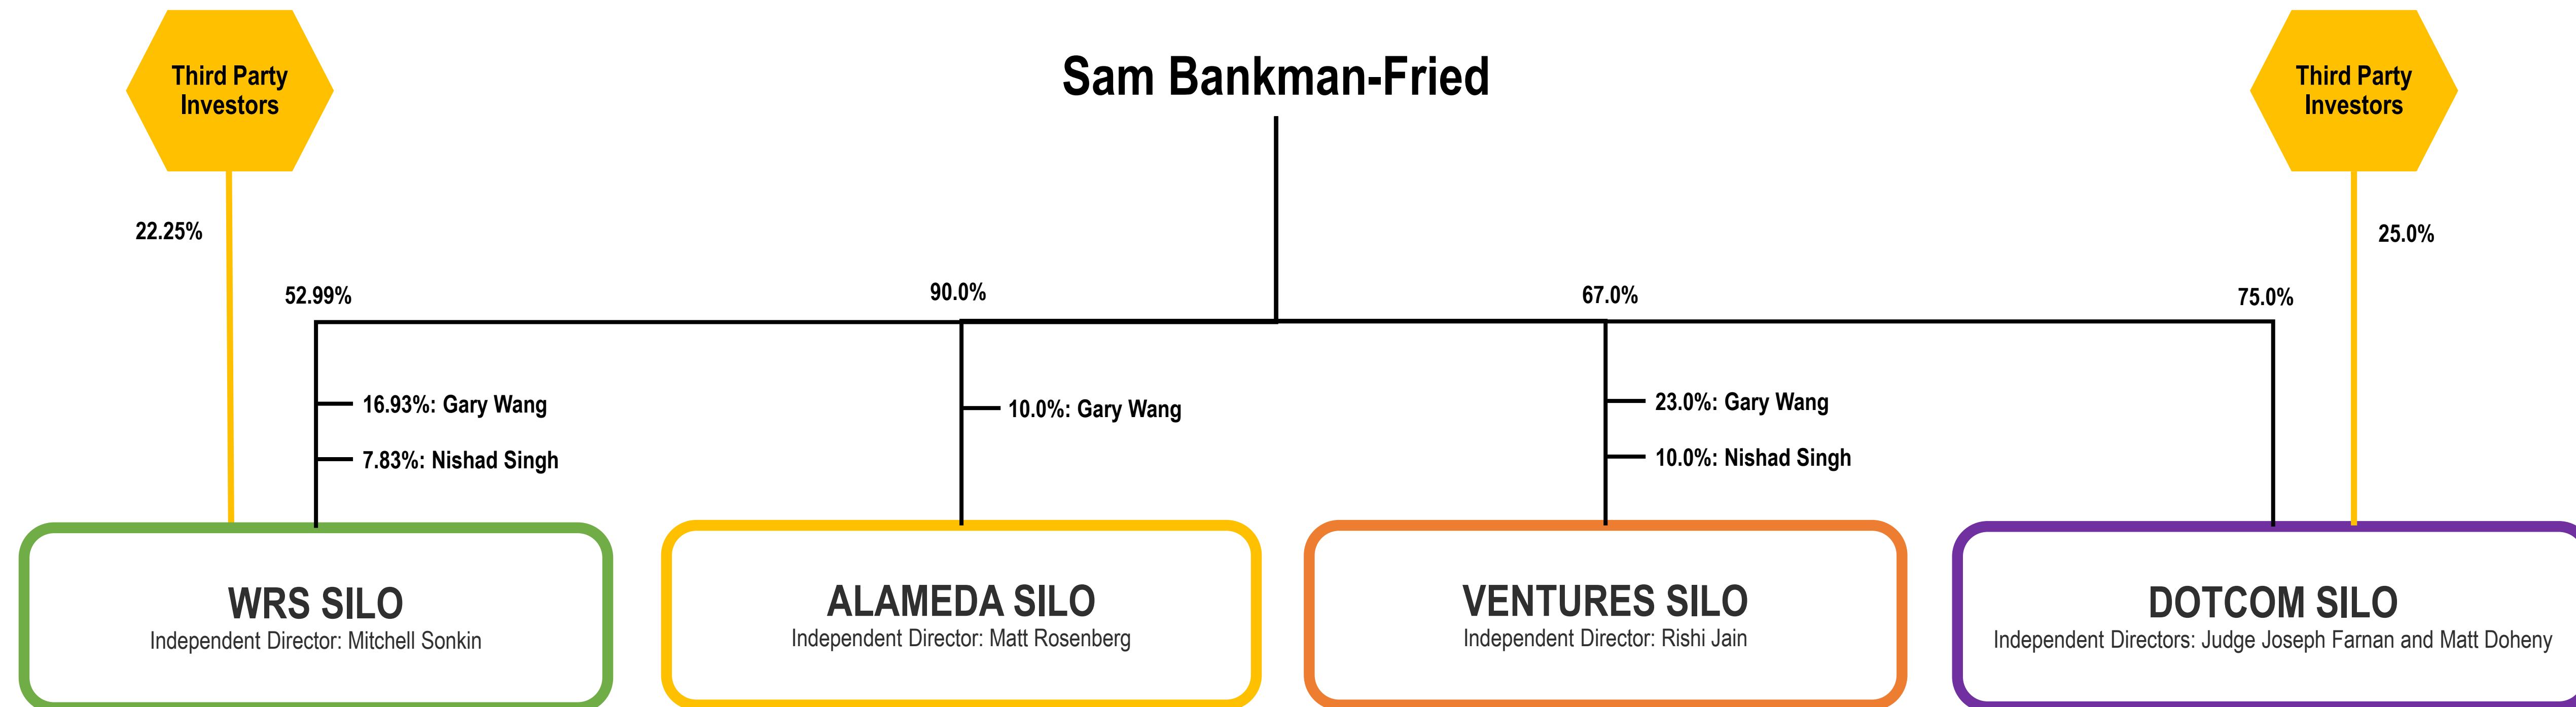 Third Party
Investors
Sam Bankman-Fried
Third Party
Investors
22.25%
25.0%
52.99%
90.0%
67.0%
75.0%
16.93%: Gary Wang
7.83%: Nishad Singh
10.0%: Gary Wang
23.0%: Gary Wang
10.0%: Nishad Singh
WRS SILO
Independent Director: Mitchell Sonkin
ALAMEDA SILO
Independent Director: Matt Rosenberg
VENTURES SILO
Independent Director: Rishi Jain
DOTCOM SILO
Independent Directors: Judge Joseph Farnan and Matt Doheny